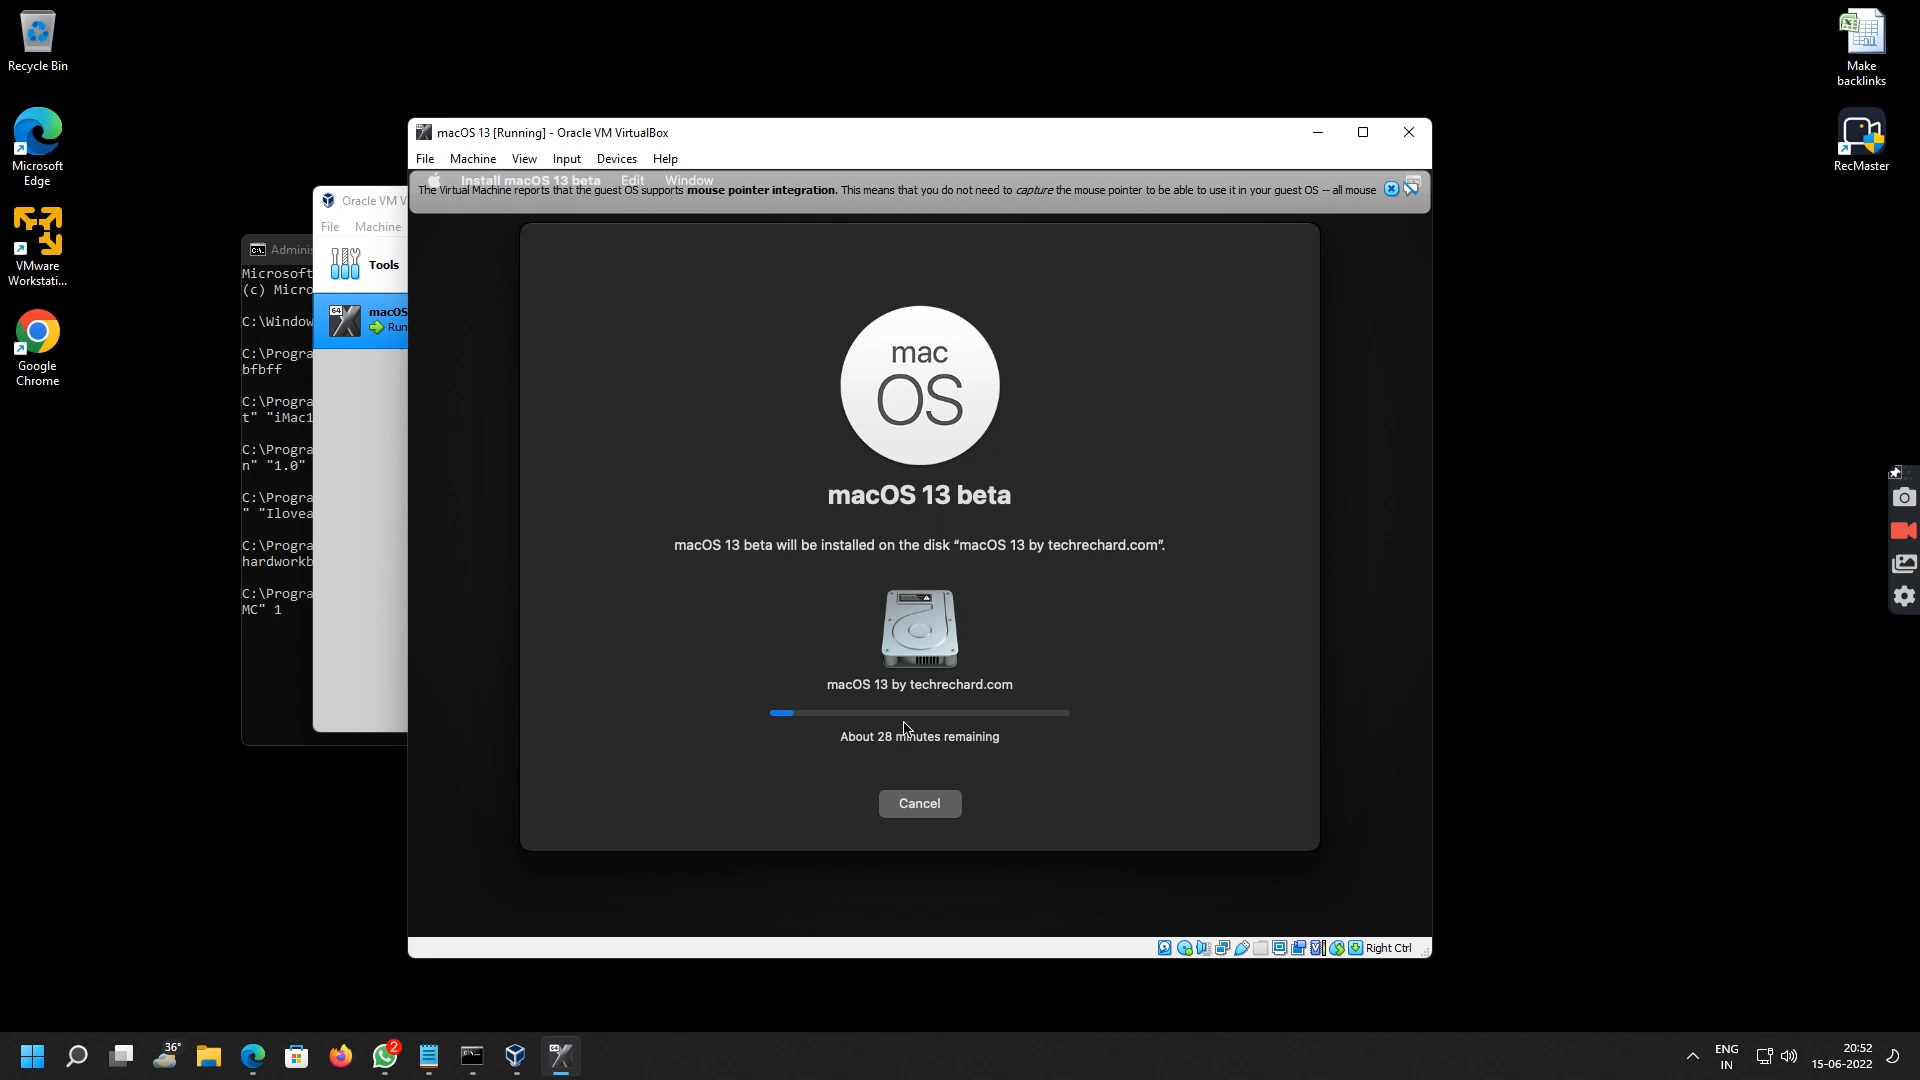 Recycle Bin
Microsoft
Edge
VMware
Workstati...
Google
Chrome
Make
backlinks
RecMaster
Adminis
Microsoft
(c) Micro
C:\Window
C:\Progra
bfbff
C:\Progra
t" "iMac1
C:\Progra
n" "1.0"
C:\Progra
" "Ilovea
C:\Progra
hardworkb
C:\Progra
MC" 1
Oracle VM V
File Machine
Tools
64
macOS
Run
macOS 13 [Running] - Oracle VM VirtualBox
File Machine View Input Devices Help
Install macOS 13 beta Edit Window
The Virtual Machine reports that the guest OS supports mouse pointer integration. This means that you do not need to capture the mouse pointer to be able to use it in your guest OS -- all mouse
mac
OS
macOS 13 beta
macOS 13 beta will be installed on the disk “macOS 13 by techrechard.com”.
macOS 13 by techrechard.com
About 28 minutes remaining
Cancel
Right Ctrl
36°
2
64
ENG
IN
20:52
15-06-2022